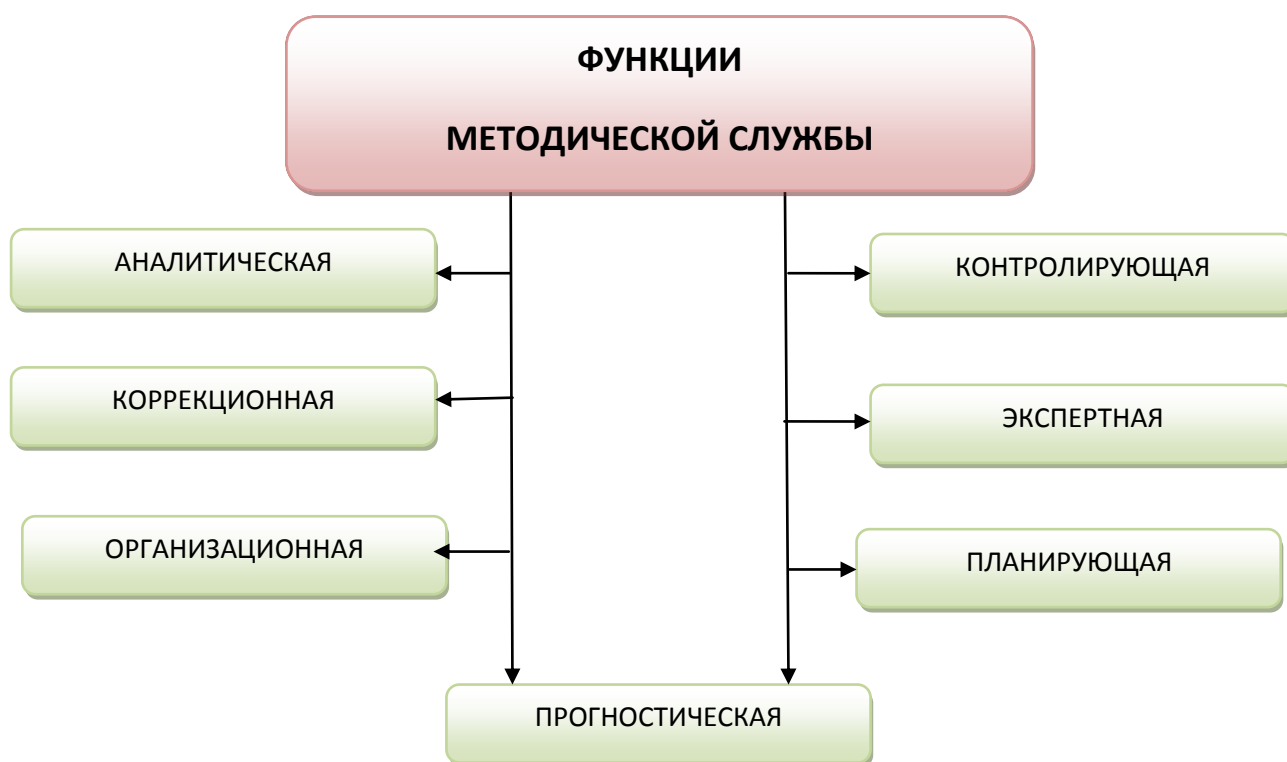 ФУНКЦИИ
МЕТОДИЧЕСКОЙ СЛУЖБЫ
АНАЛИТИЧЕСКАЯ
КОНТРОЛИРУЮЩАЯ
КОРРЕКЦИОННАЯ
ЭКСПЕРТНАЯ
ОРГАНИЗАЦИОННАЯ
ПЛАНИРУЮЩАЯ
ПРОГНОСТИЧЕСКАЯ